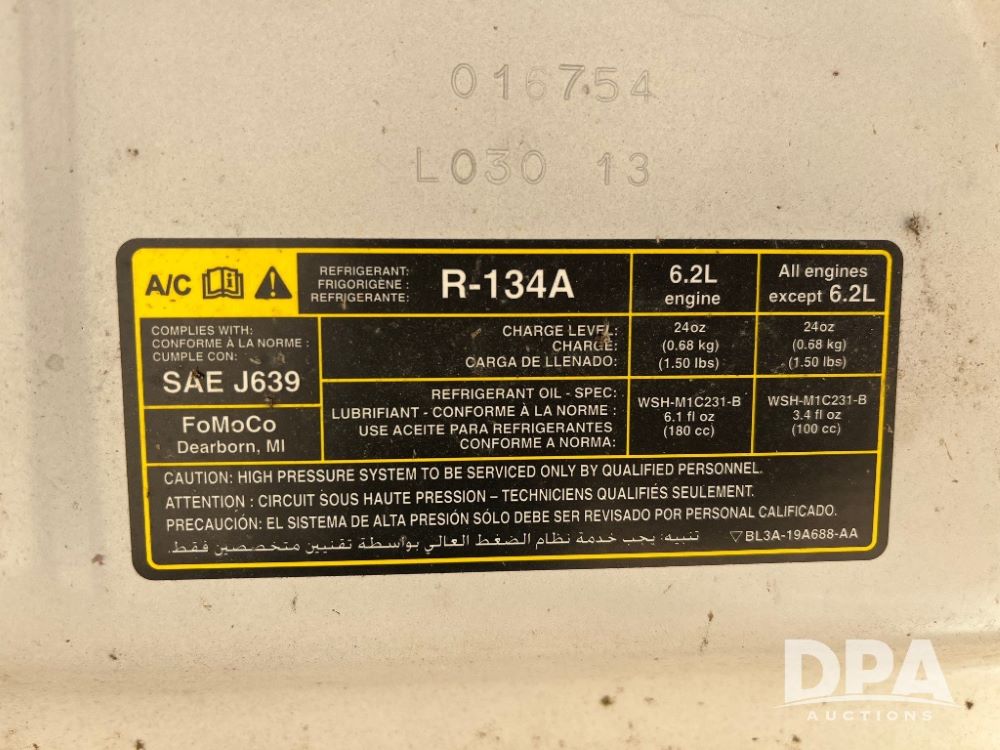 016754
L030 13
A/C
REFRIGERANT:
FRIGORIGÈNE :
REFRIGERANTE:
R-134A
6.2L
engine
All engines
except 6.2L
COMPLIES WITH:
CONFORME À LA NORME :
CUMPLE CON:
SAE J639
CHARGE LEVEL:
CHARGE:
CARGA DE LLENADO:
24oz
(0.68 kg)
(1.50 lbs)
24oz
(0.68 kg)
(1.50 lbs)
FoMoCo
Dearborn, MI
REFRIGERANT OIL - SPEC:
LUBRIFIANT - CONFORME À LA NORME :
USE ACEITE PARA REFRIGERANTES
CONFORME A NORMA:
WSH-M1C231-B
6.1 fl oz
(180 cc)
WSH-M1C231-B
3.4 fl oz
(100 cc)
CAUTION: HIGH PRESSURE SYSTEM TO BE SERVICED ONLY BY QUALIFIED PERSONNEL.
ATTENTION : CIRCUIT SOUS HAUTE PRESSION – TECHNICIENS QUALIFIÉS SEULEMENT.
PRECAUCIÓN: EL SISTEMA DE ALTA PRESIÓN SÓLO DEBE SER REVISADO POR PERSONAL CALIFICADO.
تنبيه: يجب خدمة نظام الضغط العالي بواسطة تقنيين متخصصين فقط.
▽BL3A-19A688-AA
DPA
AUCTIONS